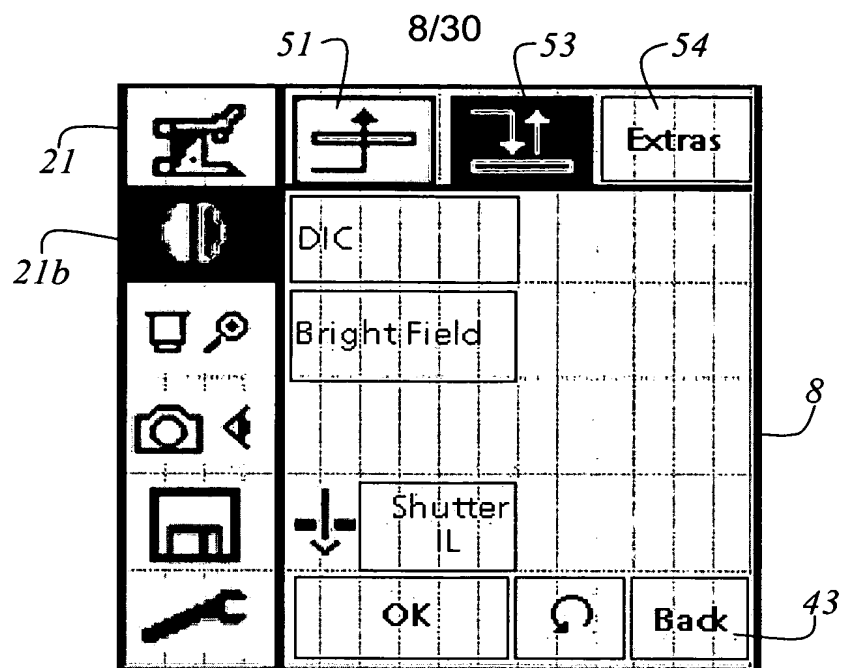 8/30
51
53
54
21
Extras
21b
DIC
Bright Field
8
Shutter
IL
OK
Back
43